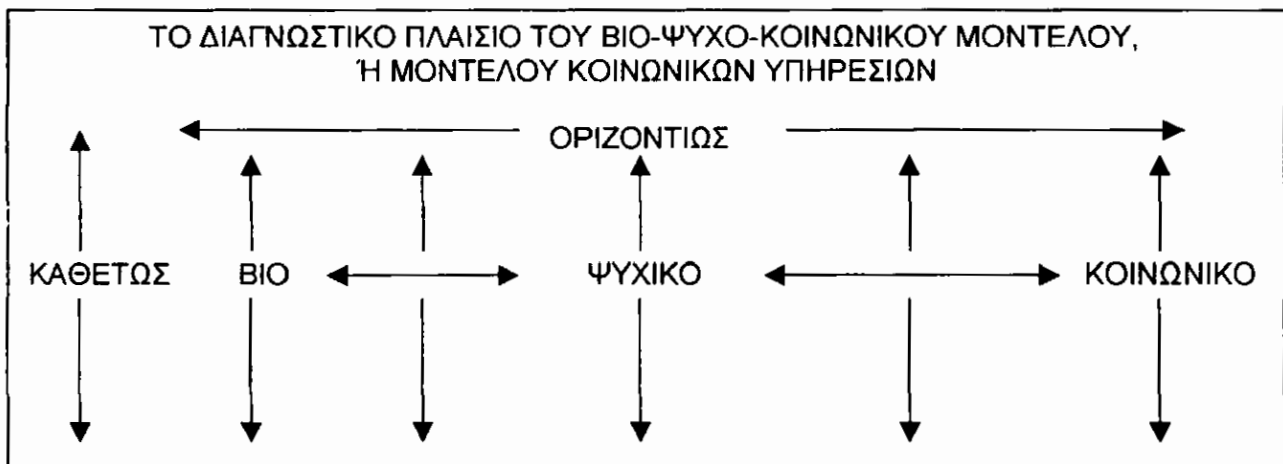 ΤΟ ΔΙΑΓΝΩΣΤΙΚΟ ΠΛΑΙΣΙΟ ΤΟΥ ΒΙΟ-ΨΥΧΟ-ΚΟΙΝΩΝΙΚΟΥ ΜΟΝΤΕΛΟΥ,
Ή ΜΟΝΤΕΛΟΥ ΚΟΙΝΩΝΙΚΩΝ ΥΠΗΡΕΣΙΩΝ
ΟΡΙΖΟΝΤΙΩΣ
ΚΑΘΕΤΩΣ ΒΙΟ ΨΥΧΙΚΟ ΚΟΙΝΩΝΙΚΟ